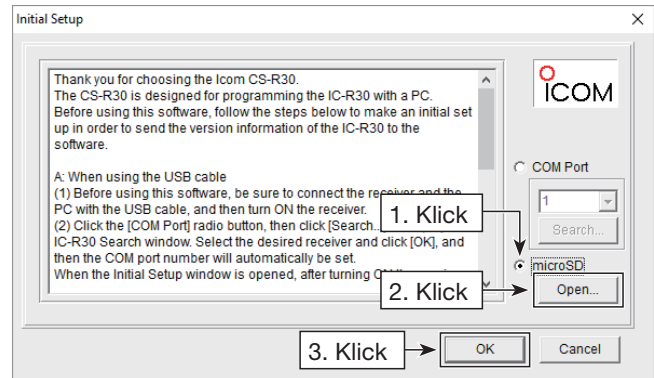 Initial Setup
Thank you for choosing the Icom CS-R30.
The CS-R30 is designed for programming the IC-R30 with a PC.
Before using this software, follow the steps below to make an initial set
up in order to send the version information of the IC-R30 to the
software.
A: When using the USB cable
(1) Before using this software, be sure to connect the receiver and the
PC with the USB cable, and then turn ON the receiver.
(2) Click the [COM Port] radio button, then click [Search..
IC-R30 Search window. Select the desired receiver and click [OK], and
then the COM port number will automatically be set.
When the Initial Setup window is opened, after turning
ICOM
COM Port
1
Search...
1. Klick
microSD
Open...
2. Klick
3. Klick
OK
Cancel